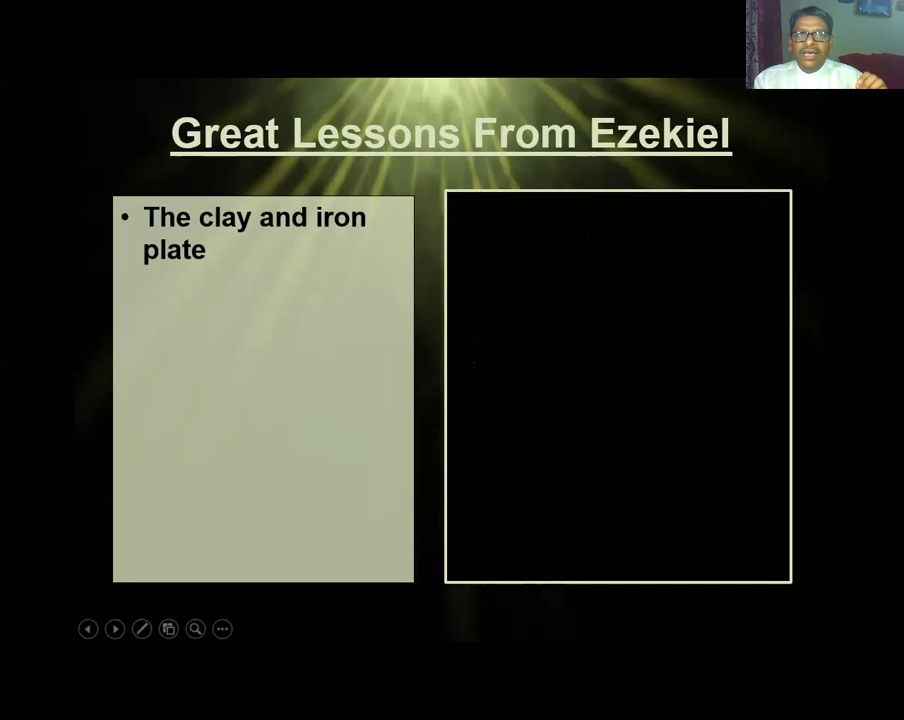 Great Lessons From Ezekiel
• The clay and iron
plate